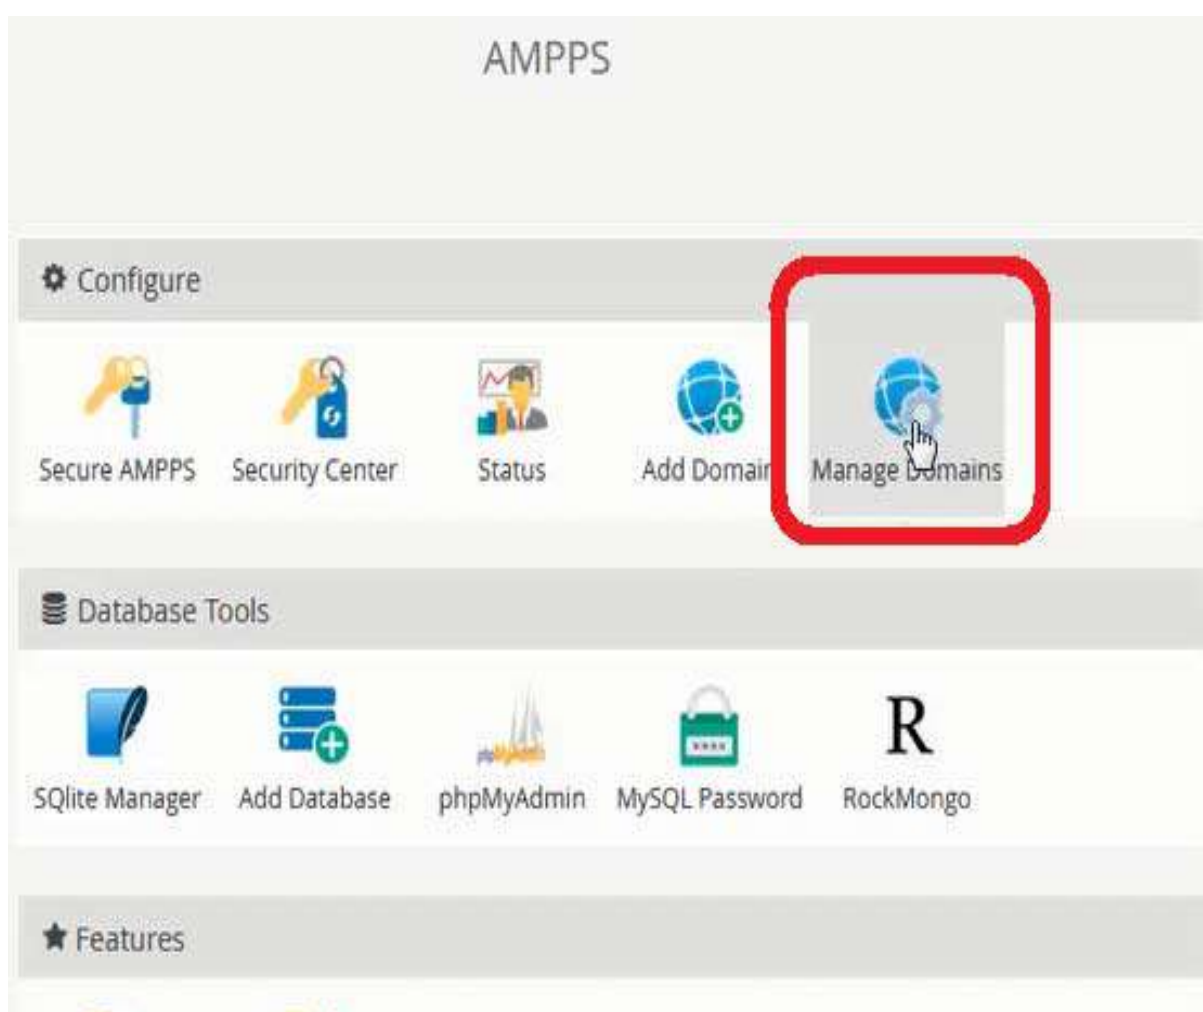 AMPPS
Configure
Secure AMPPS Security Center Status Add Domain Manage Domains
Database Tools
SQlite Manager Add Database phpMyAdmin MySQL Password RockMongo
R
Features